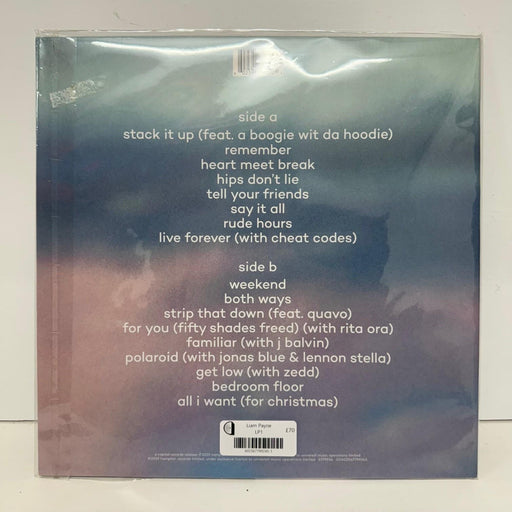 side a
stack it up (feat. a boogie wit da hoodie)
remember
heart meet break
hips don't lie
tell your friends
say it all
rude hours
live forever (with cheat codes)
side b
weekend
both ways
strip that down (feat. quavo)
for you (fifty shades freed) (with rita ora)
familiar (with j balvin)
polaroid (with jonas blue & lennon stella)
get low (with zedd)
bedroom floor
all i want (for christmas)
Liam Payne
LP1
£70